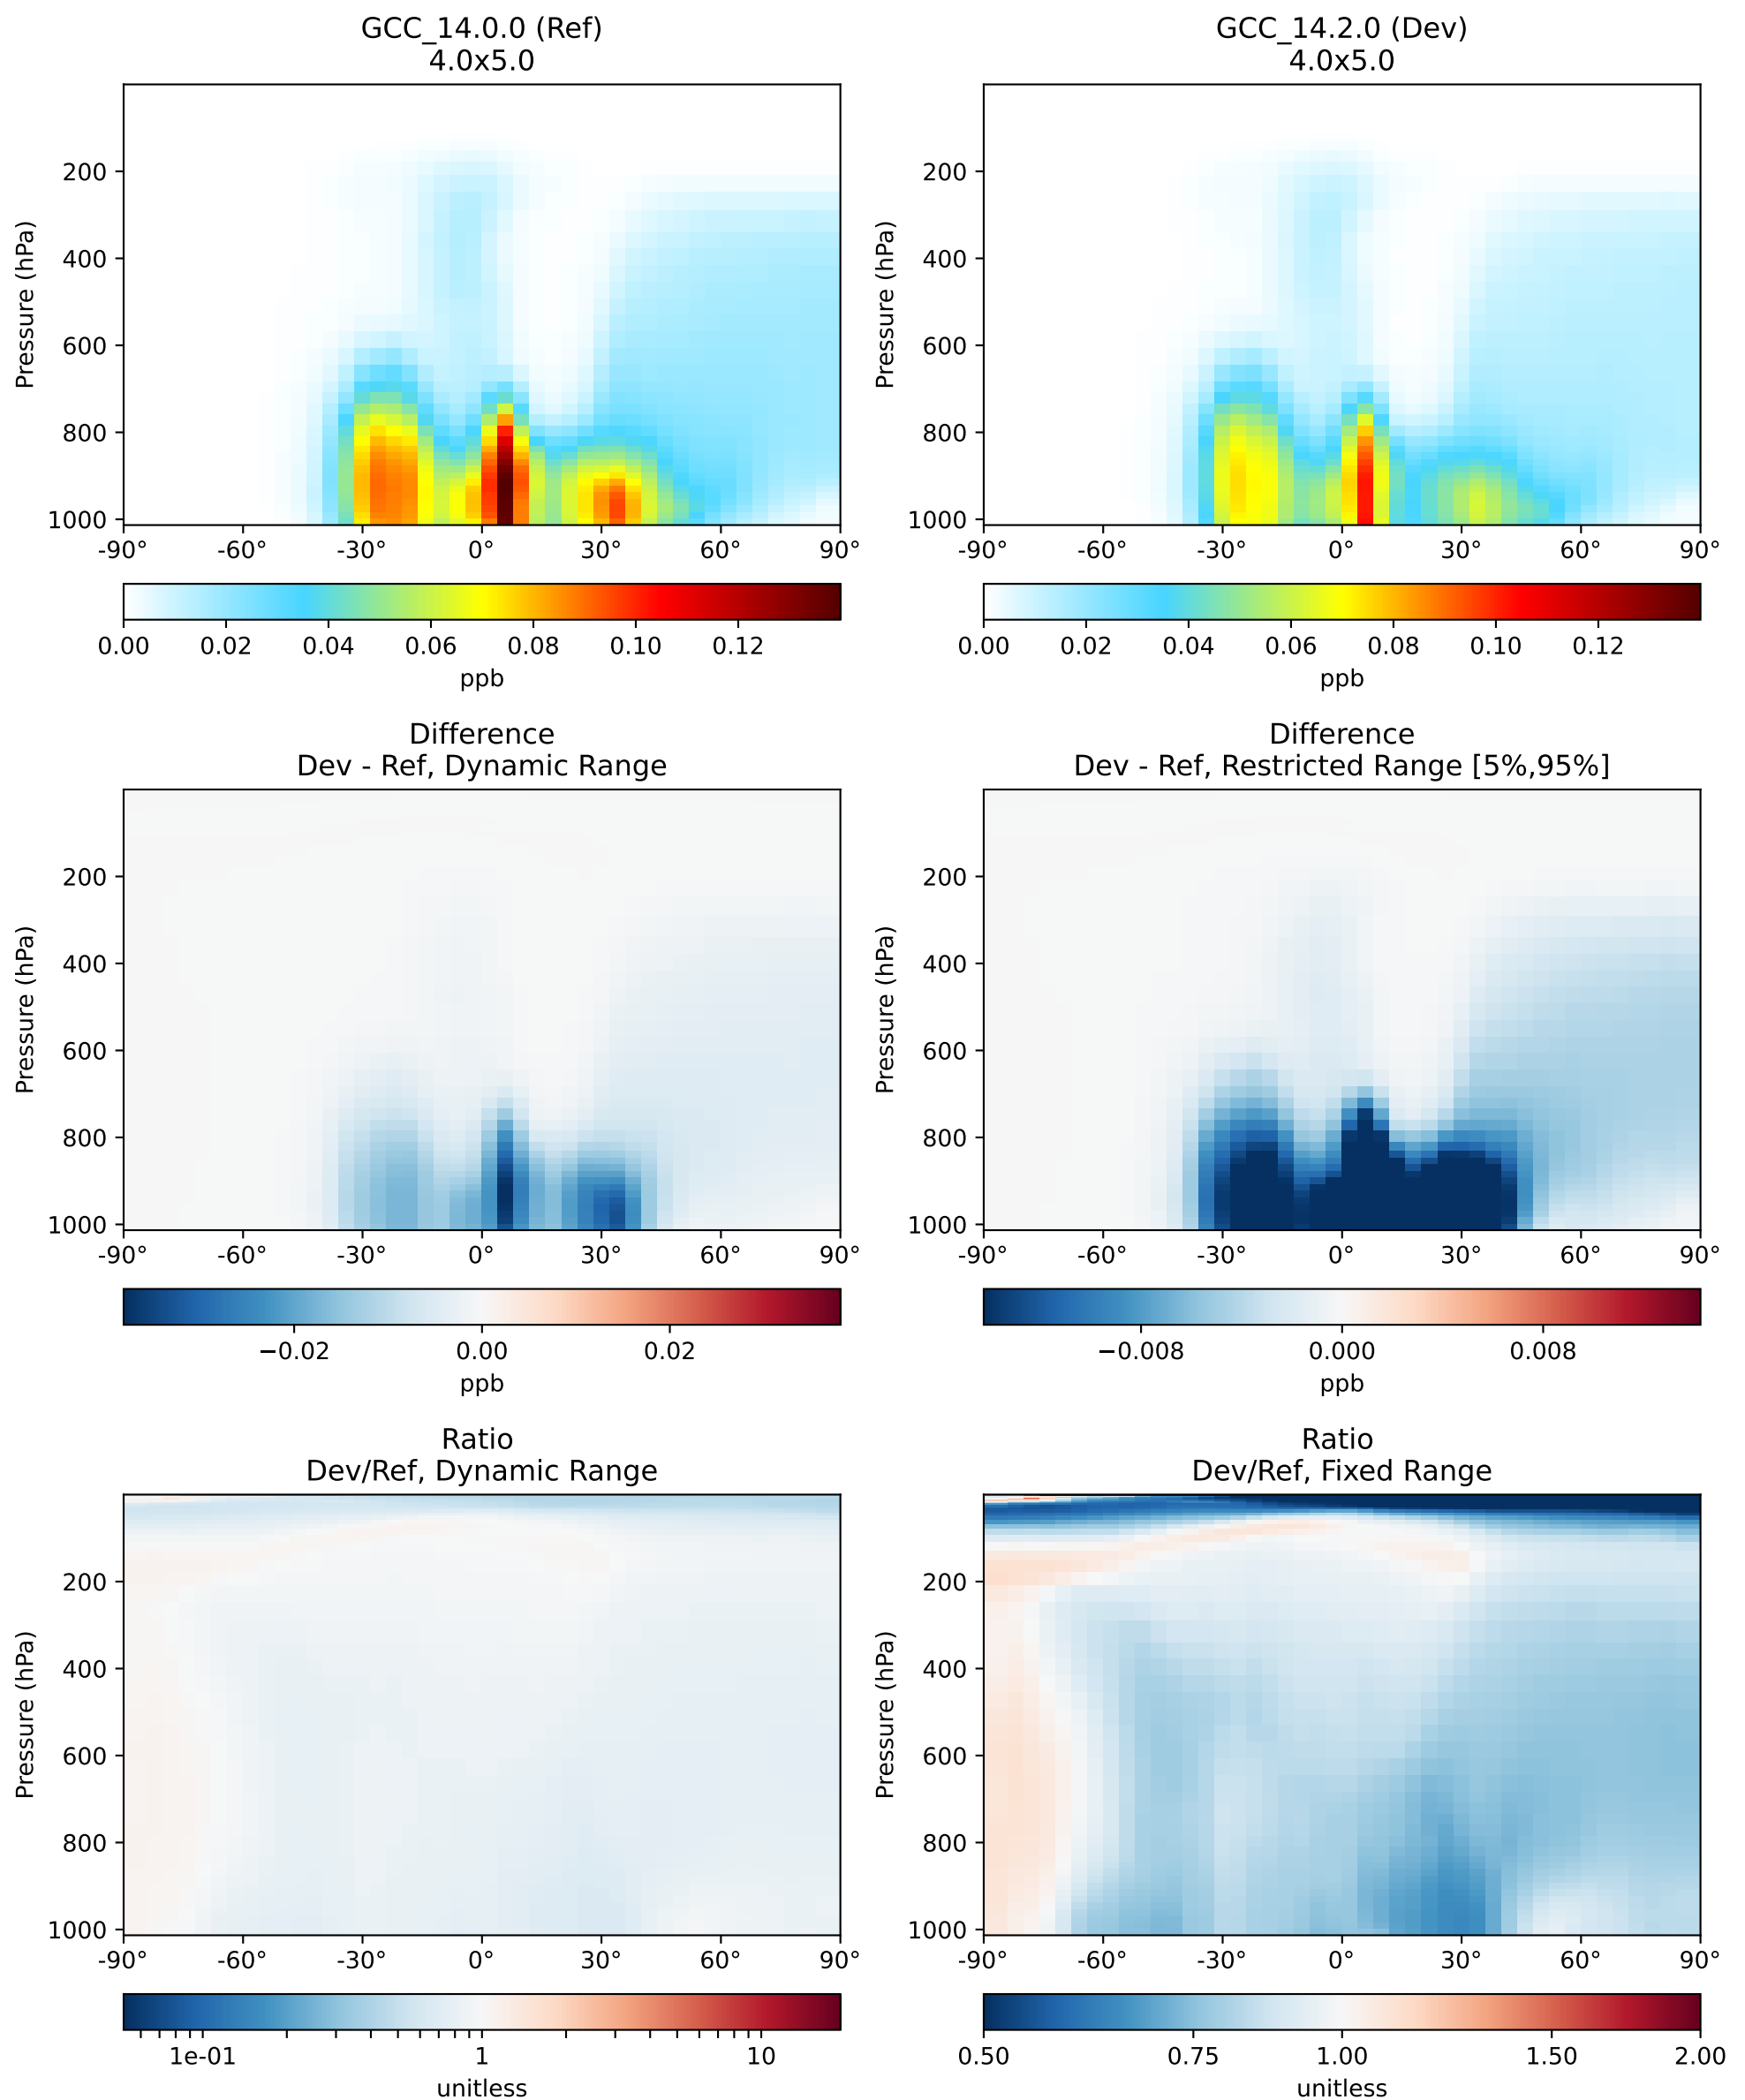 GCC_14.0.0 (Ref)
4.0x5.0
Pressure (hPa)
200
400
600
800
1000
-90° -60° -30° 0° 30° 60° 90°
0.00 0.02 0.04 0.06 0.08 0.10 0.12
ppb
GCC_14.2.0 (Dev)
4.0x5.0
Pressure (hPa)
200
400
600
800
1000
-90° -60° -30° 0° 30° 60° 90°
0.00 0.02 0.04 0.06 0.08 0.10 0.12
ppb
Difference
Dev - Ref, Dynamic Range
Pressure (hPa)
200
400
600
800
1000
-90° -60° -30° 0° 30° 60° 90°
−0.02 0.00 0.02
ppb
Difference
Dev - Ref, Restricted Range [5%,95%]
Pressure (hPa)
200
400
600
800
1000
-90° -60° -30° 0° 30° 60° 90°
−0.008 0.000 0.008
ppb
Ratio
Dev/Ref, Dynamic Range
Pressure (hPa)
200
400
600
800
1000
-90° -60° -30° 0° 30° 60° 90°
1e-01 1 10
unitless
Ratio
Dev/Ref, Fixed Range
Pressure (hPa)
200
400
600
800
1000
-90° -60° -30° 0° 30° 60° 90°
0.50 0.75 1.00 1.50 2.00
unitless